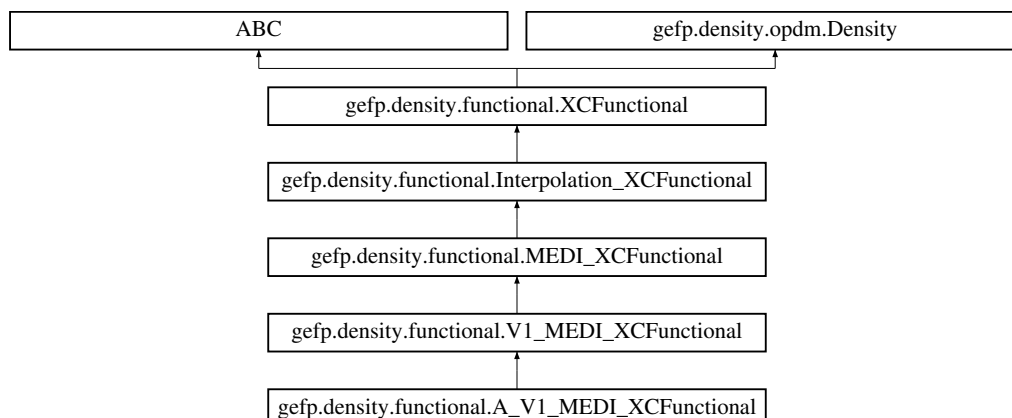 ABC
gefp.density.opdm.Density
gefp.density.functional.XCFunctional
gefp.density.functional.Interpolation_XCFunctional
gefp.density.functional.MEDI_XCFunctional
gefp.density.functional.V1_MEDI_XCFunctional
gefp.density.functional.A_V1_MEDI_XCFunctional